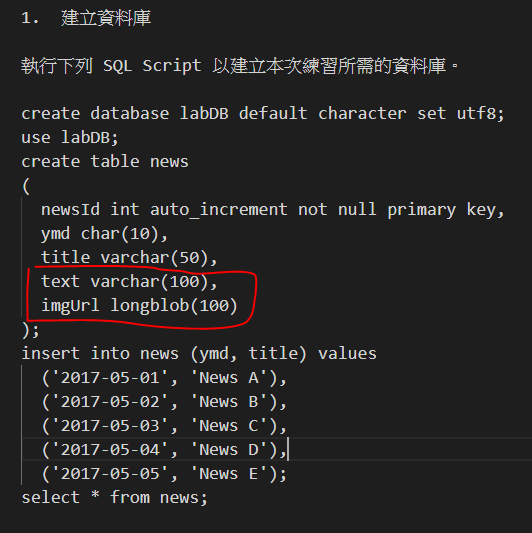 1.  建立資料庫
執行下列 SQL Script 以建立本次練習所需的資料庫。
create database labDB default character set utf8;
use labDB;
create table news
(
  newsId int auto_increment not null primary key,
  ymd char(10),
  title varchar(50),
  text varchar(100),
  imgUrl longblob(100)
);
insert into news (ymd, title) values
  ('2017-05-01', 'News A'),
  ('2017-05-02', 'News B'),
  ('2017-05-03', 'News C'),
  ('2017-05-04', 'News D'),
  ('2017-05-05', 'News E');
select * from news;